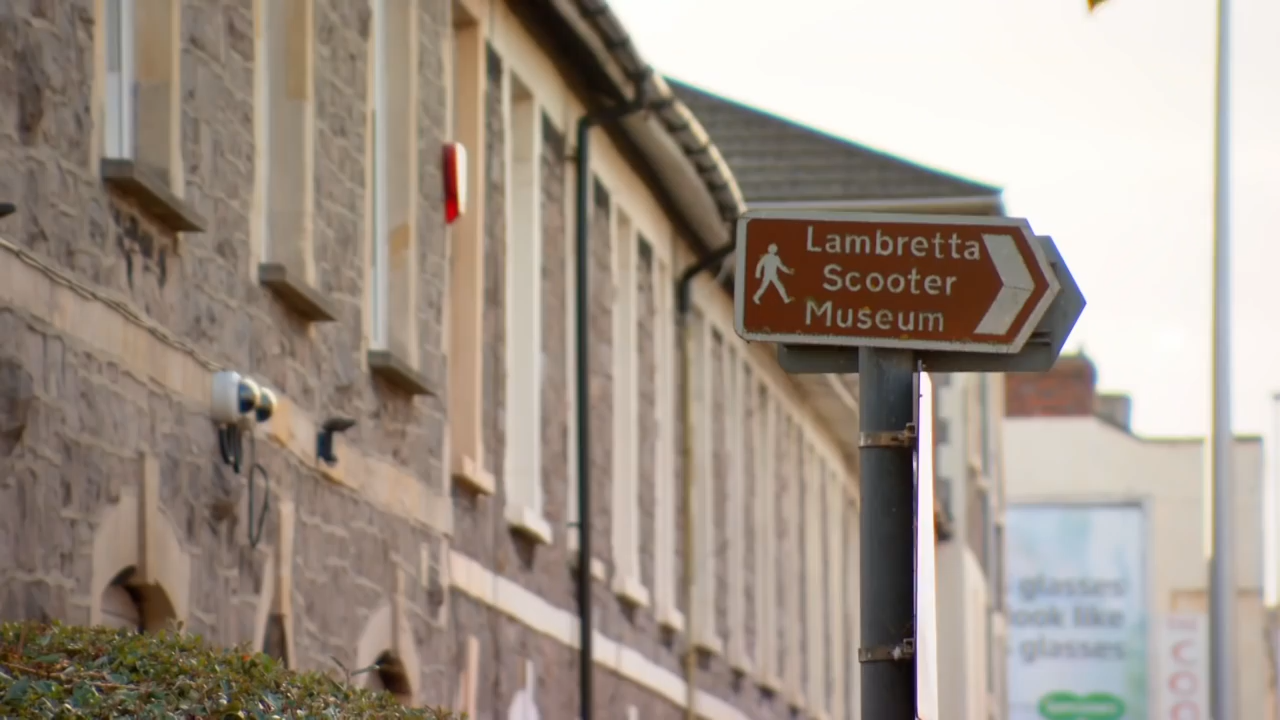 Lambretta
Scooter
Museum
glasses
look like
glasses